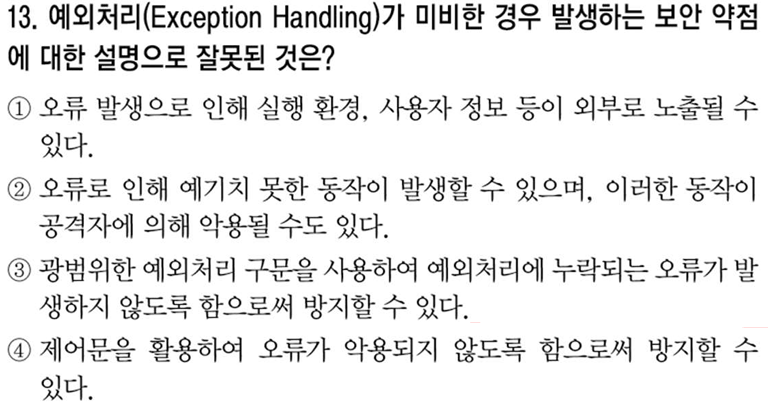 13. 예외처리(Exception Handling)가 미비한 경우 발생하는 보안 약점
에 대한 설명으로 잘못된 것은?
① 오류 발생으로 인해 실행 환경, 사용자 정보 등이 외부로 노출될 수
있다.
② 오류로 인해 예기치 못한 동작이 발생할 수 있으며, 이러한 동작이
공격자에 의해 악용될 수도 있다.
③ 광범위한 예외처리 구문을 사용하여 예외처리에 누락되는 오류가 발
생하지 않도록 함으로써 방지할 수 있다.
④ 제어문을 활용하여 오류가 악용되지 않도록 함으로써 방지할 수
있다.